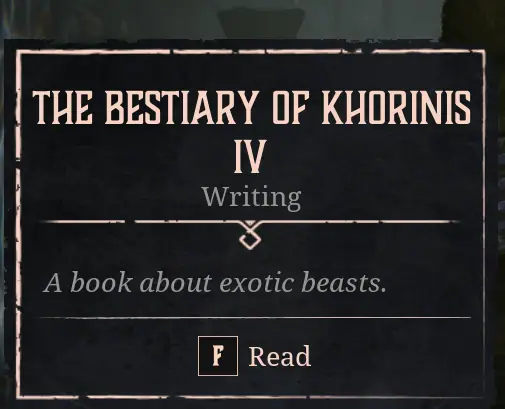 THE BESTIARY OF KHORINIS
IV
Writing
A book about exotic beasts.
F Read